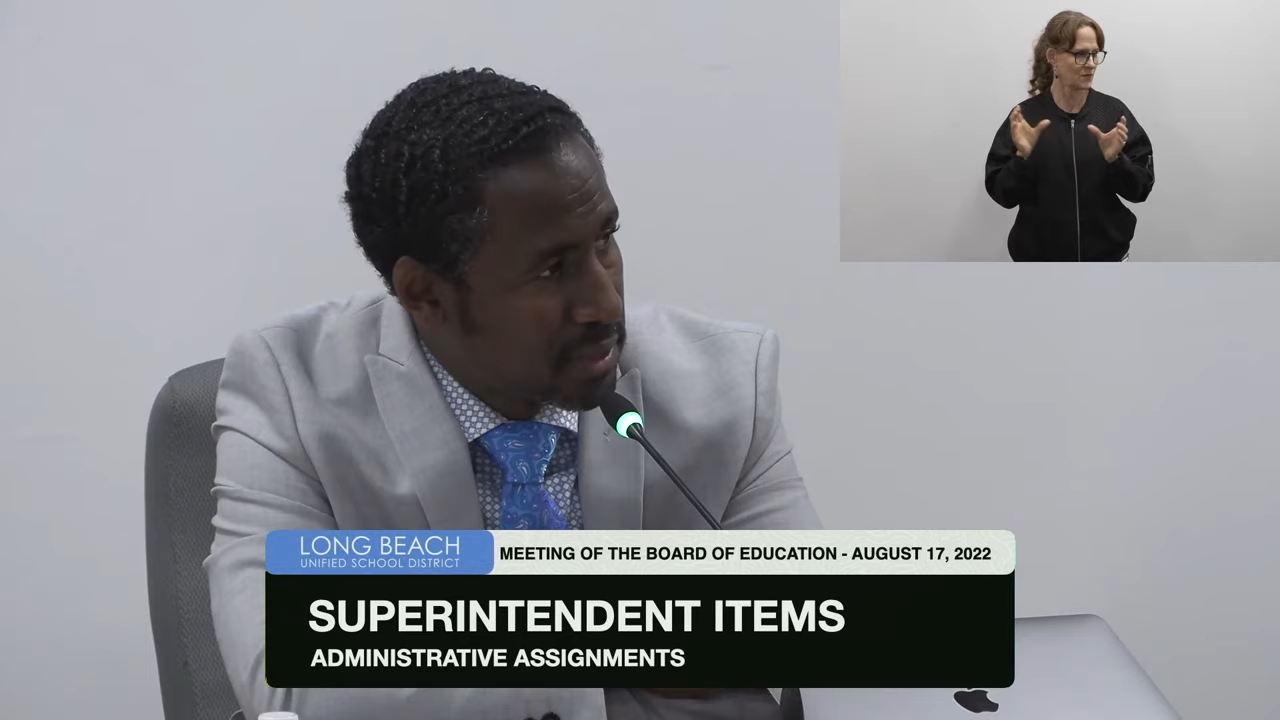 LONG BEACH
UNIFIED SCHOOL DISTRICT
MEETING OF THE BOARD OF EDUCATION - AUGUST 17, 2022
SUPERINTENDENT ITEMS
ADMINISTRATIVE ASSIGNMENTS